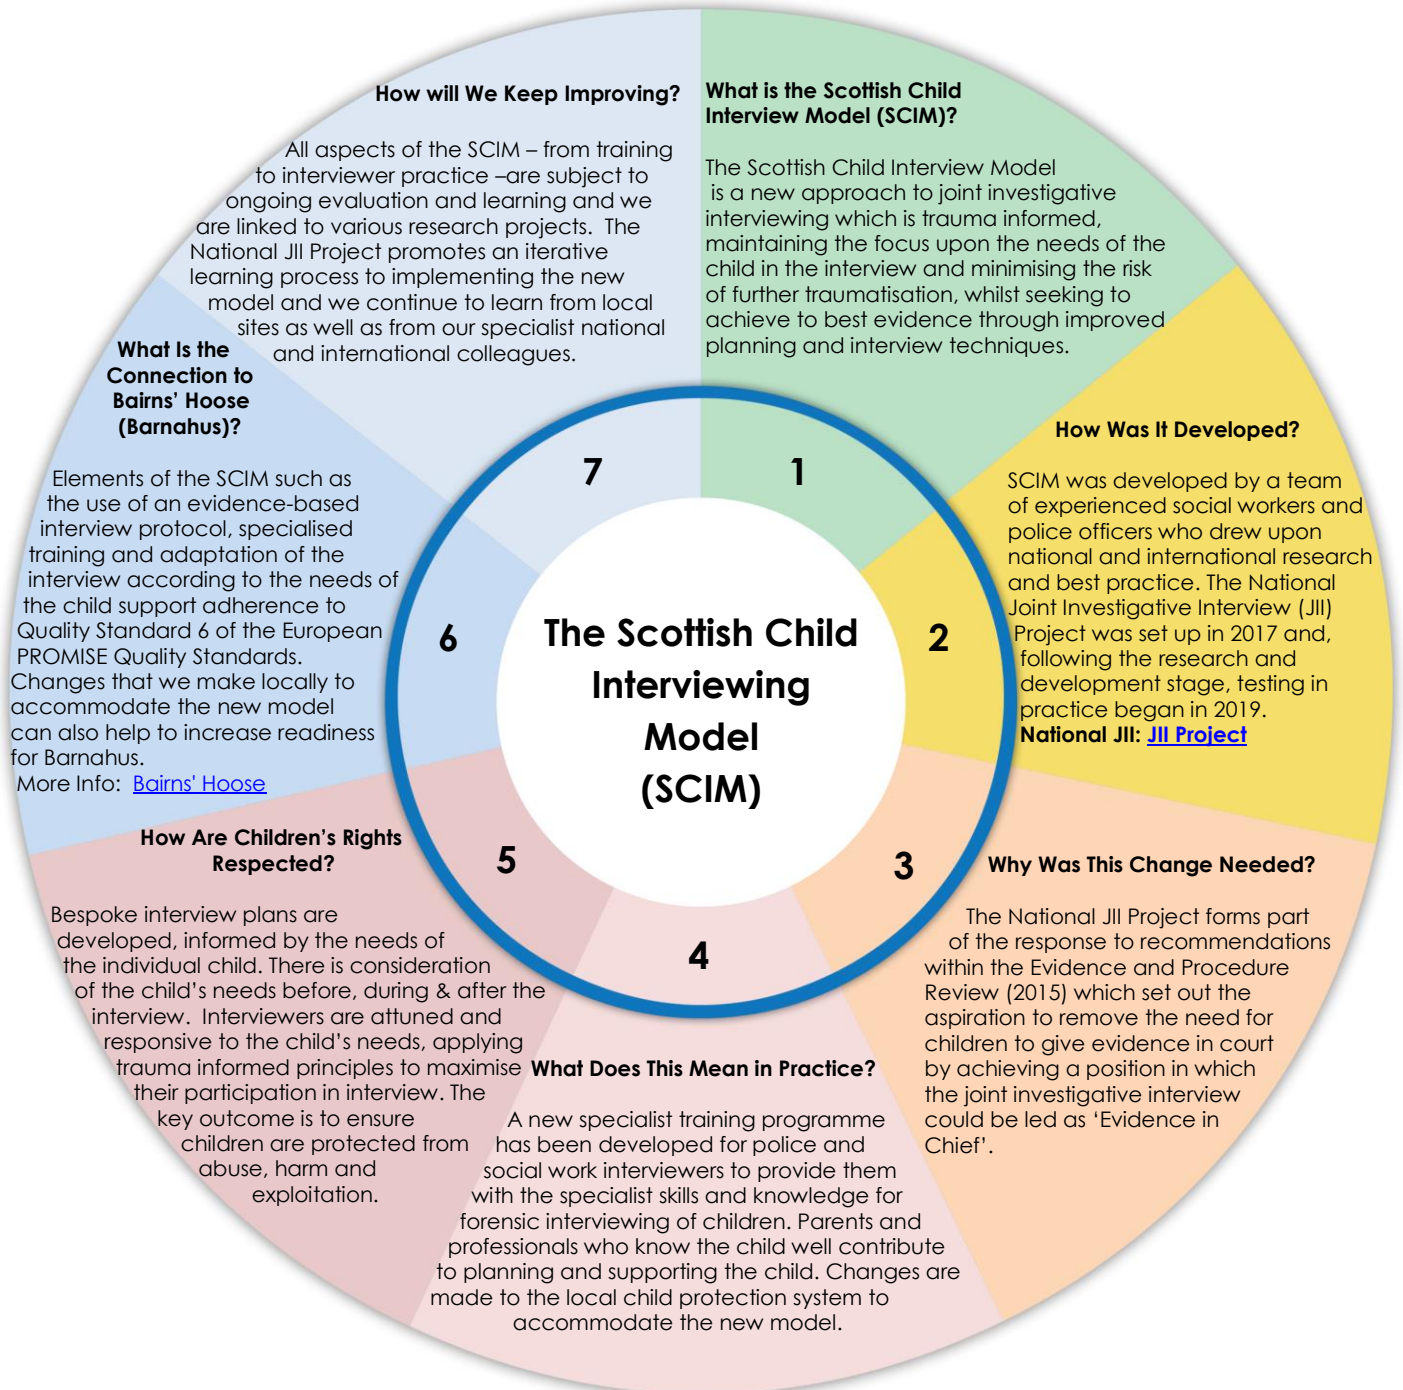 The Scottish Child
Interviewing
Model
(SCIM)
1
What is the Scottish Child
Interview Model (SCIM)?
The Scottish Child Interview Model
is a new approach to joint investigative
interviewing which is trauma informed,
maintaining the focus upon the needs of the
child in the interview and minimising the risk
of further traumatisation, whilst seeking to
achieve to best evidence through improved
planning and interview techniques.
2
How Was It Developed?
SCIM was developed by a team
of experienced social workers and
police officers who drew upon
national and international research
and best practice. The National
Joint Investigative Interview (JII)
Project was set up in 2017 and,
following the research and
development stage, testing in
practice began in 2019.
National JII: JII Project
3
Why Was This Change Needed?
The National JII Project forms part
of the response to recommendations
within the Evidence and Procedure
Review (2015) which set out the
aspiration to remove the need for
children to give evidence in court
by achieving a position in which
the joint investigative interview
could be led as ‘Evidence in
Chief’.
4
What Does This Mean in Practice?
A new specialist training programme
has been developed for police and
social work interviewers to provide them
with the specialist skills and knowledge for
forensic interviewing of children. Parents and
professionals who know the child well contribute
to planning and supporting the child. Changes are
made to the local child protection system to
accommodate the new model.
5
How Are Children’s Rights
Respected?
Bespoke interview plans are
developed, informed by the needs of
the individual child. There is consideration
of the child’s needs before, during & after the
interview. Interviewers are attuned and
responsive to the child’s needs, applying
trauma informed principles to maximise
their participation in interview. The
key outcome is to ensure
children are protected from
abuse, harm and
exploitation.
6
What Is the
Connection to
Bairns’ Hoose
(Barnahus)?
Elements of the SCIM such as
the use of an evidence-based
interview protocol, specialised
training and adaptation of the
interview according to the needs of
the child support adherence to
Quality Standard 6 of the European
PROMISE Quality Standards.
Changes that we make locally to
accommodate the new model
can also help to increase readiness
for Barnahus.
More Info: Bairns' Hoose
7
How will We Keep Improving?
All aspects of the SCIM – from training
to interviewer practice –are subject to
ongoing evaluation and learning and we
are linked to various research projects. The
National JII Project promotes an iterative
learning process to implementing the new
model and we continue to learn from local
sites as well as from our specialist national
and international colleagues.